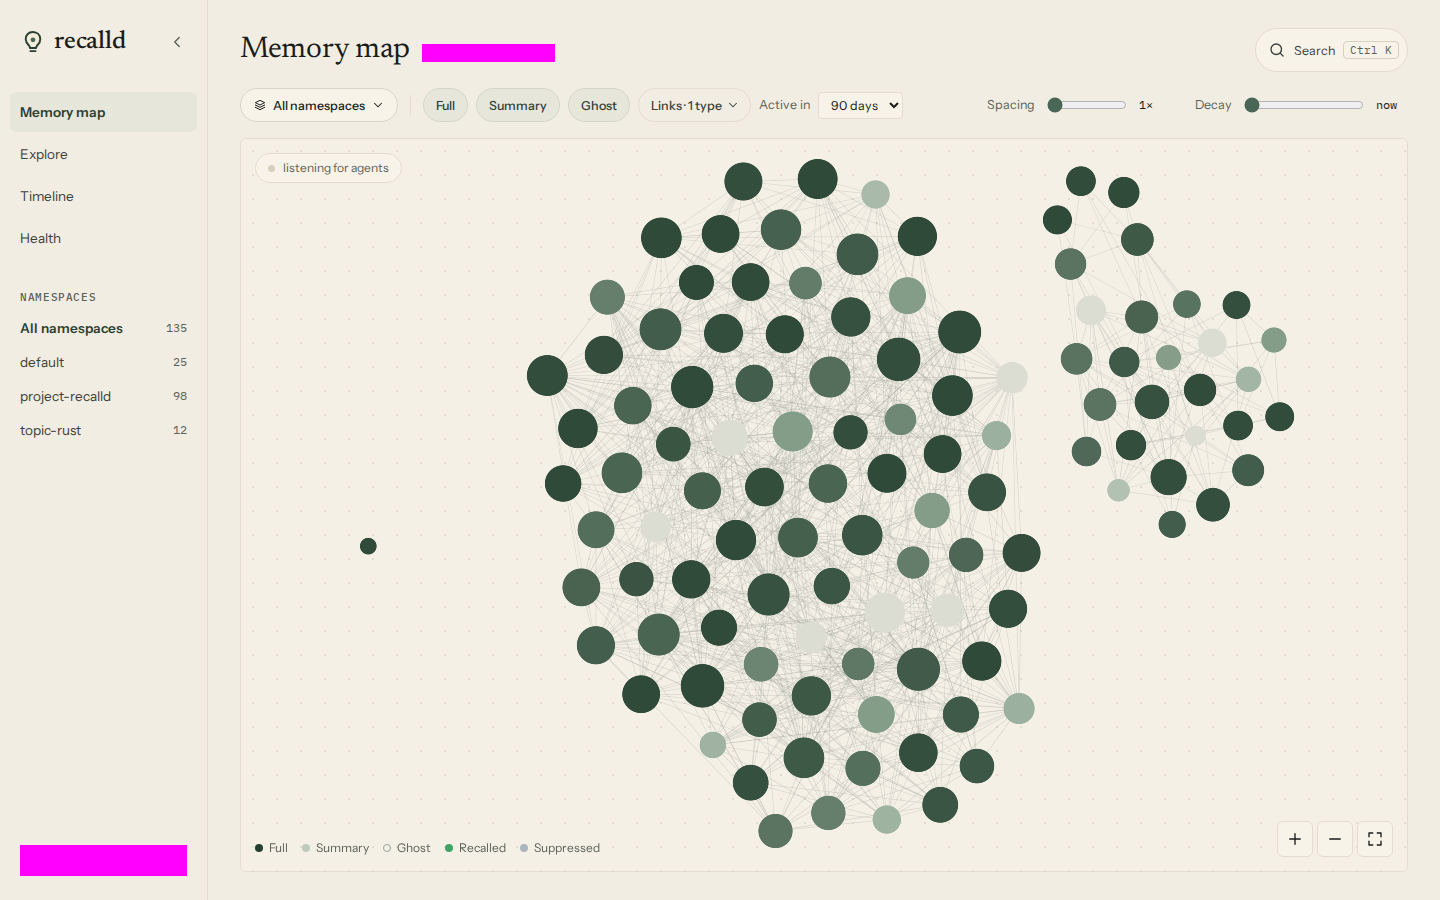 recalld
Memory map
Search Ctrl K
All namespaces
Full
Summary
Ghost
Links·1 type
Active in
90 days
Spacing
1×
Decay
now
Memory map
Explore
Timeline
Health
NAMESPACES
All namespaces 135
default 25
project-recalld 98
topic-rust 12
listening for agents
Full
Summary
Ghost
Recalled
Suppressed